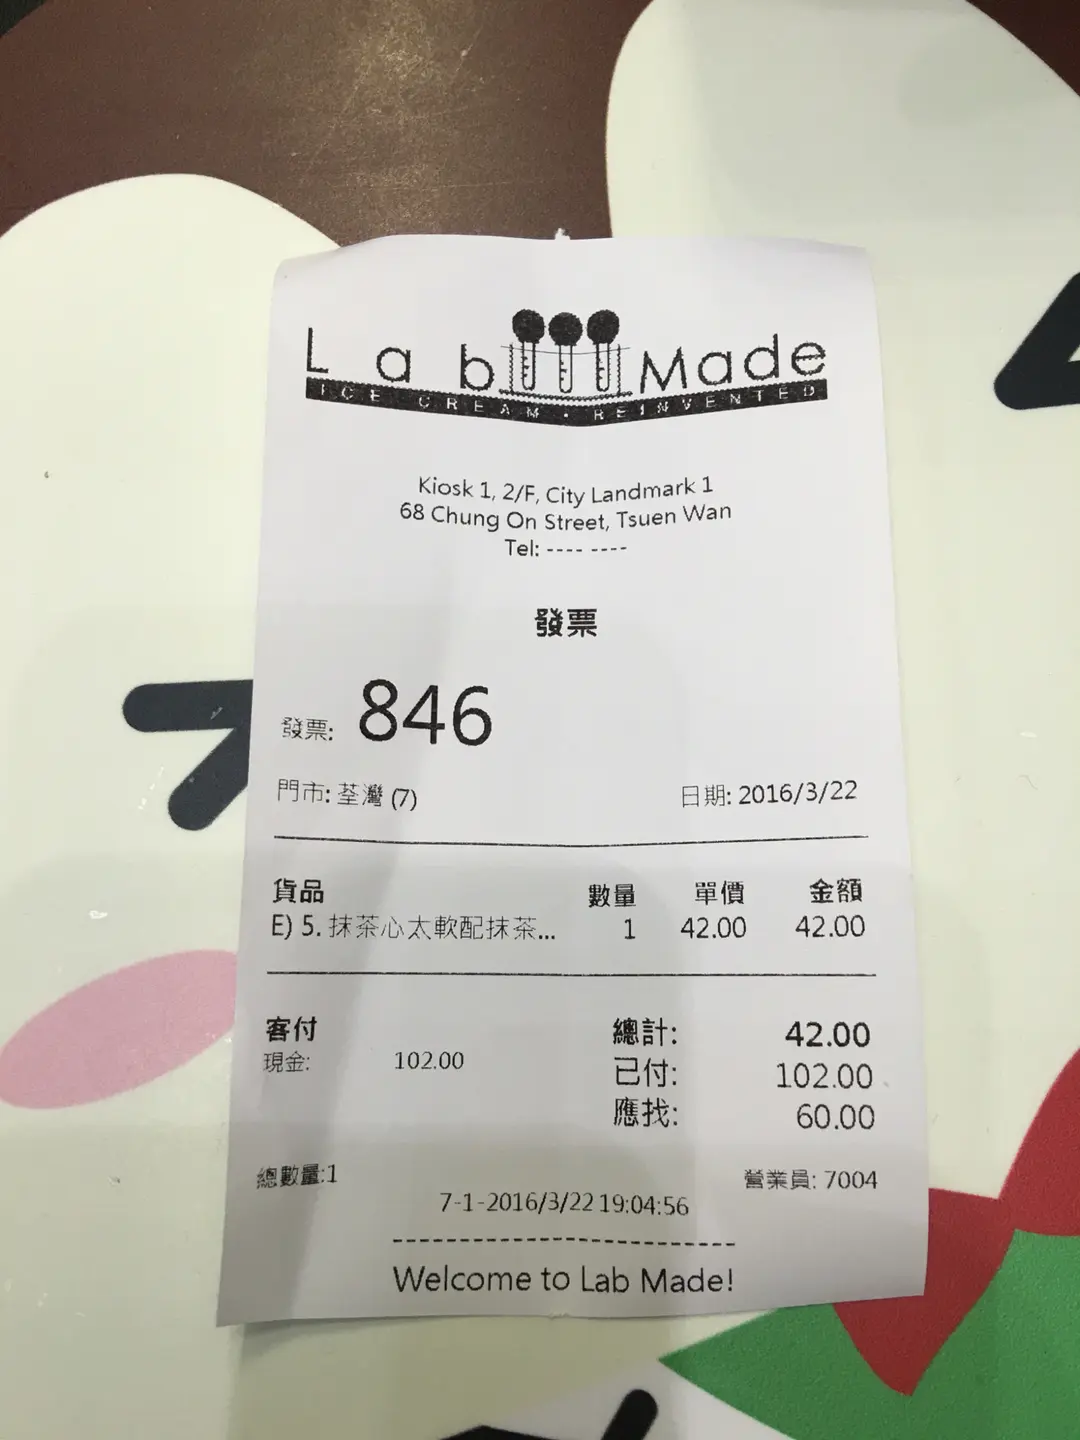 Lab Made
ICE CREAM · REINVENTED
Kiosk 1, 2/F, City Landmark 1
68 Chung On Street, Tsuen Wan
Tel: ---- ----
發票
發票: 846
門市: 荃灣 (7) 日期: 2016/3/22
貨品 數量 單價 金額
E) 5. 抹茶心太軟配抹茶... 1 42.00 42.00
客付 總計: 42.00
現金: 102.00 已付: 102.00
應找: 60.00
總數量:1 營業員: 7004
7-1-2016/3/22 19:04:56
Welcome to Lab Made!